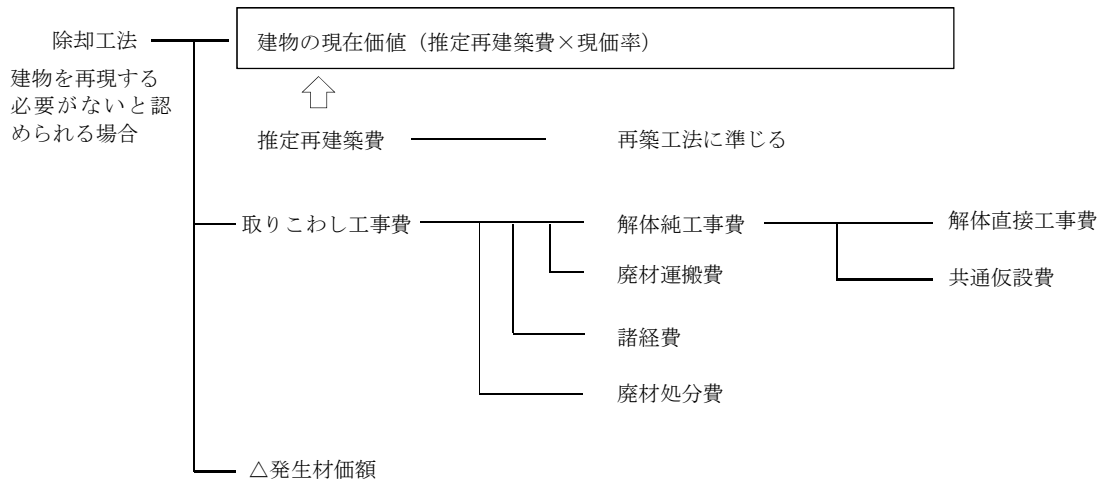 除却工法
建物の現在価値（推定再建築費×現価率）
建物を再現する
必要がないと認
められる場合
推定再建築費
再築工法に準じる
取りこわし工事費
解体純工事費
解体直接工事費
廃材運搬費
共通仮設費
諸経費
廃材処分費
△発生材価額